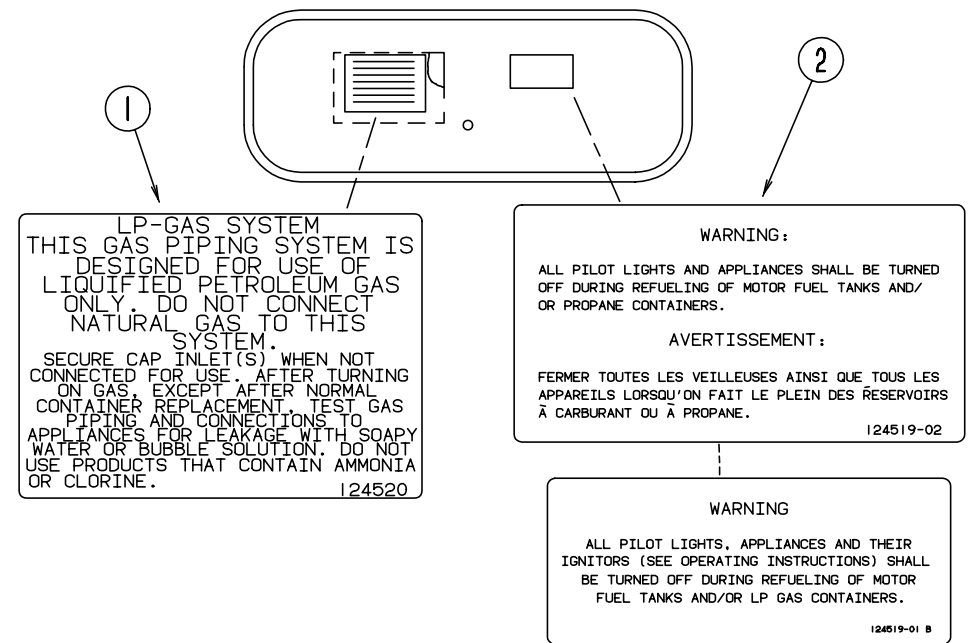 1
2
LP-GAS SYSTEM
THIS GAS PIPING SYSTEM IS
DESIGNED FOR USE OF
LIQUIFIED PETROLEUM GAS
ONLY. DO NOT CONNECT
NATURAL GAS TO THIS
SYSTEM.
SECURE CAP INLET(S) WHEN NOT
CONNECTED FOR USE. AFTER TURNING
ON GAS, EXCEPT AFTER NORMAL
CONTAINER REPLACEMENT, TEST GAS
PIPING AND CONNECTIONS TO
APPLIANCES FOR LEAKAGE WITH SOAPY
WATER OR BUBBLE SOLUTION. DO NOT
USE PRODUCTS THAT CONTAIN AMMONIA
OR CLORINE.
124520
WARNING:
ALL PILOT LIGHTS AND APPLIANCES SHALL BE TURNED
OFF DURING REFUELING OF MOTOR FUEL TANKS AND/
OR PROPANE CONTAINERS.
AVERTISSEMENT:
FERMER TOUTES LES VEILLEUSES AINSI QUE TOUS LES
APPAREILS LORSQU'ON FAIT LE PLEIN DES RĒSERVOIRS
Ā CARBURANT OU Ā PROPANE.
124519-02
WARNING
ALL PILOT LIGHTS, APPLIANCES AND THEIR
IGNITORS (SEE OPERATING INSTRUCTIONS) SHALL
BE TURNED OFF DURING REFUELING OF MOTOR
FUEL TANKS AND/OR LP GAS CONTAINERS.
124519-01 B